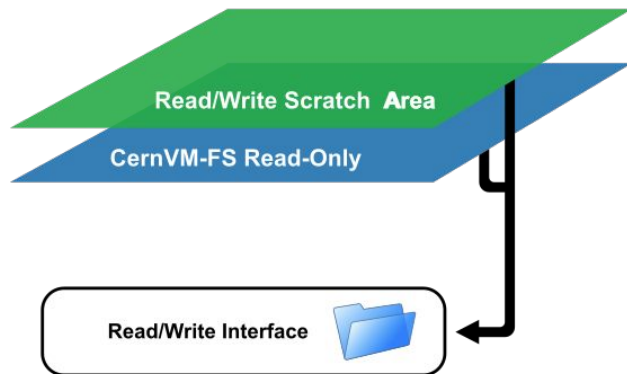 Read/Write Scratch Area
CernVM-FS Read-Only
Read/Write Interface